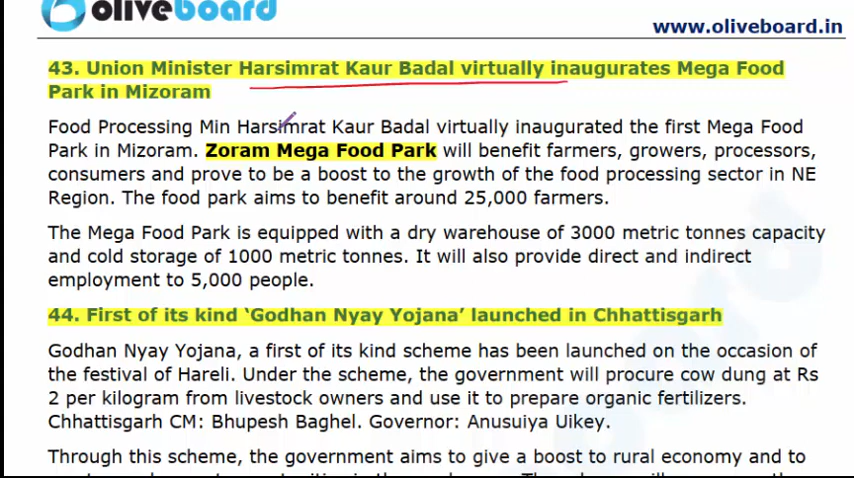 oliveboard
www.oliveboard.in
43. Union Minister Harsimrat Kaur Badal virtually inaugurates Mega Food
Park in Mizoram
Food Processing Min Harsimrat Kaur Badal virtually inaugurated the first Mega Food
Park in Mizoram. Zoram Mega Food Park will benefit farmers, growers, processors,
consumers and prove to be a boost to the growth of the food processing sector in NE
Region. The food park aims to benefit around 25,000 farmers.
The Mega Food Park is equipped with a dry warehouse of 3000 metric tonnes capacity
and cold storage of 1000 metric tonnes. It will also provide direct and indirect
employment to 5,000 people.
44. First of its kind ‘Godhan Nyay Yojana’ launched in Chhattisgarh
Godhan Nyay Yojana, a first of its kind scheme has been launched on the occasion of
the festival of Hareli. Under the scheme, the government will procure cow dung at Rs
2 per kilogram from livestock owners and use it to prepare organic fertilizers.
Chhattisgarh CM: Bhupesh Baghel. Governor: Anusuiya Uikey.
Through this scheme, the government aims to give a boost to rural economy and to